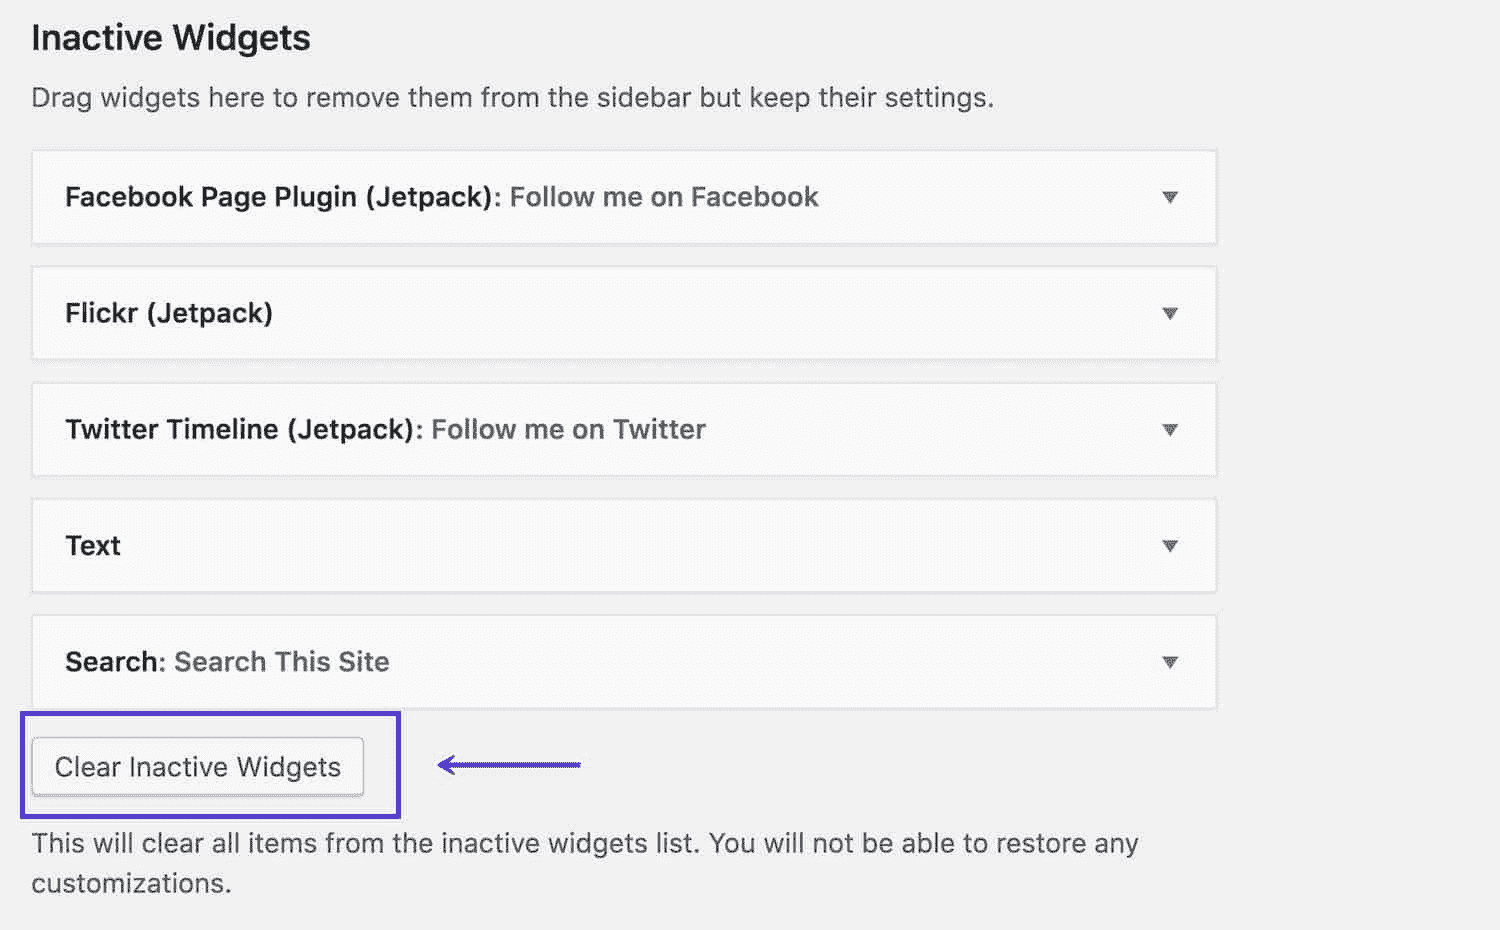 Inactive Widgets
Drag widgets here to remove them from the sidebar but keep their settings.
Facebook Page Plugin (Jetpack): Follow me on Facebook
Flickr (Jetpack)
Twitter Timeline (Jetpack): Follow me on Twitter
Text
Search: Search This Site
Clear Inactive Widgets
This will clear all items from the inactive widgets list. You will not be able to restore any
customizations.